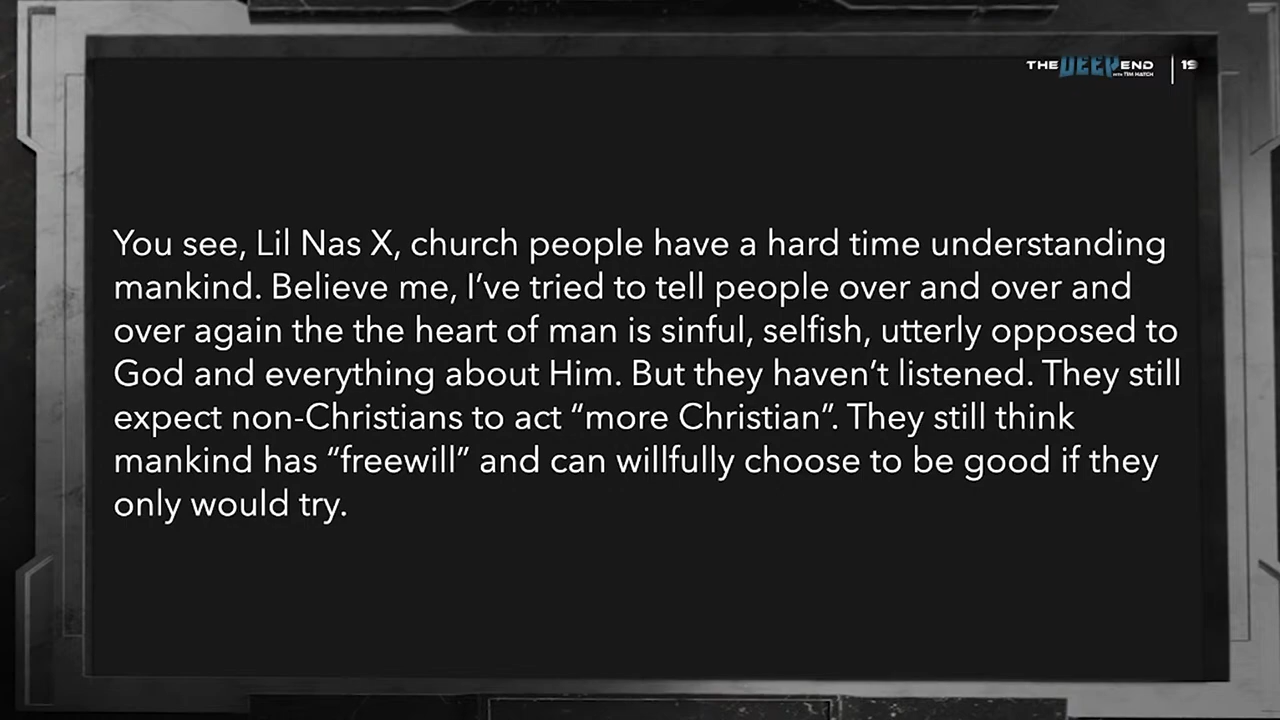 THE DEEP END | 19
WITH TIM HATCH
You see, Lil Nas X, church people have a hard time understanding
mankind. Believe me, I’ve tried to tell people over and over and
over again the the heart of man is sinful, selfish, utterly opposed to
God and everything about Him. But they haven’t listened. They still
expect non-Christians to act “more Christian”. They still think
mankind has “freewill” and can willfully choose to be good if they
only would try.